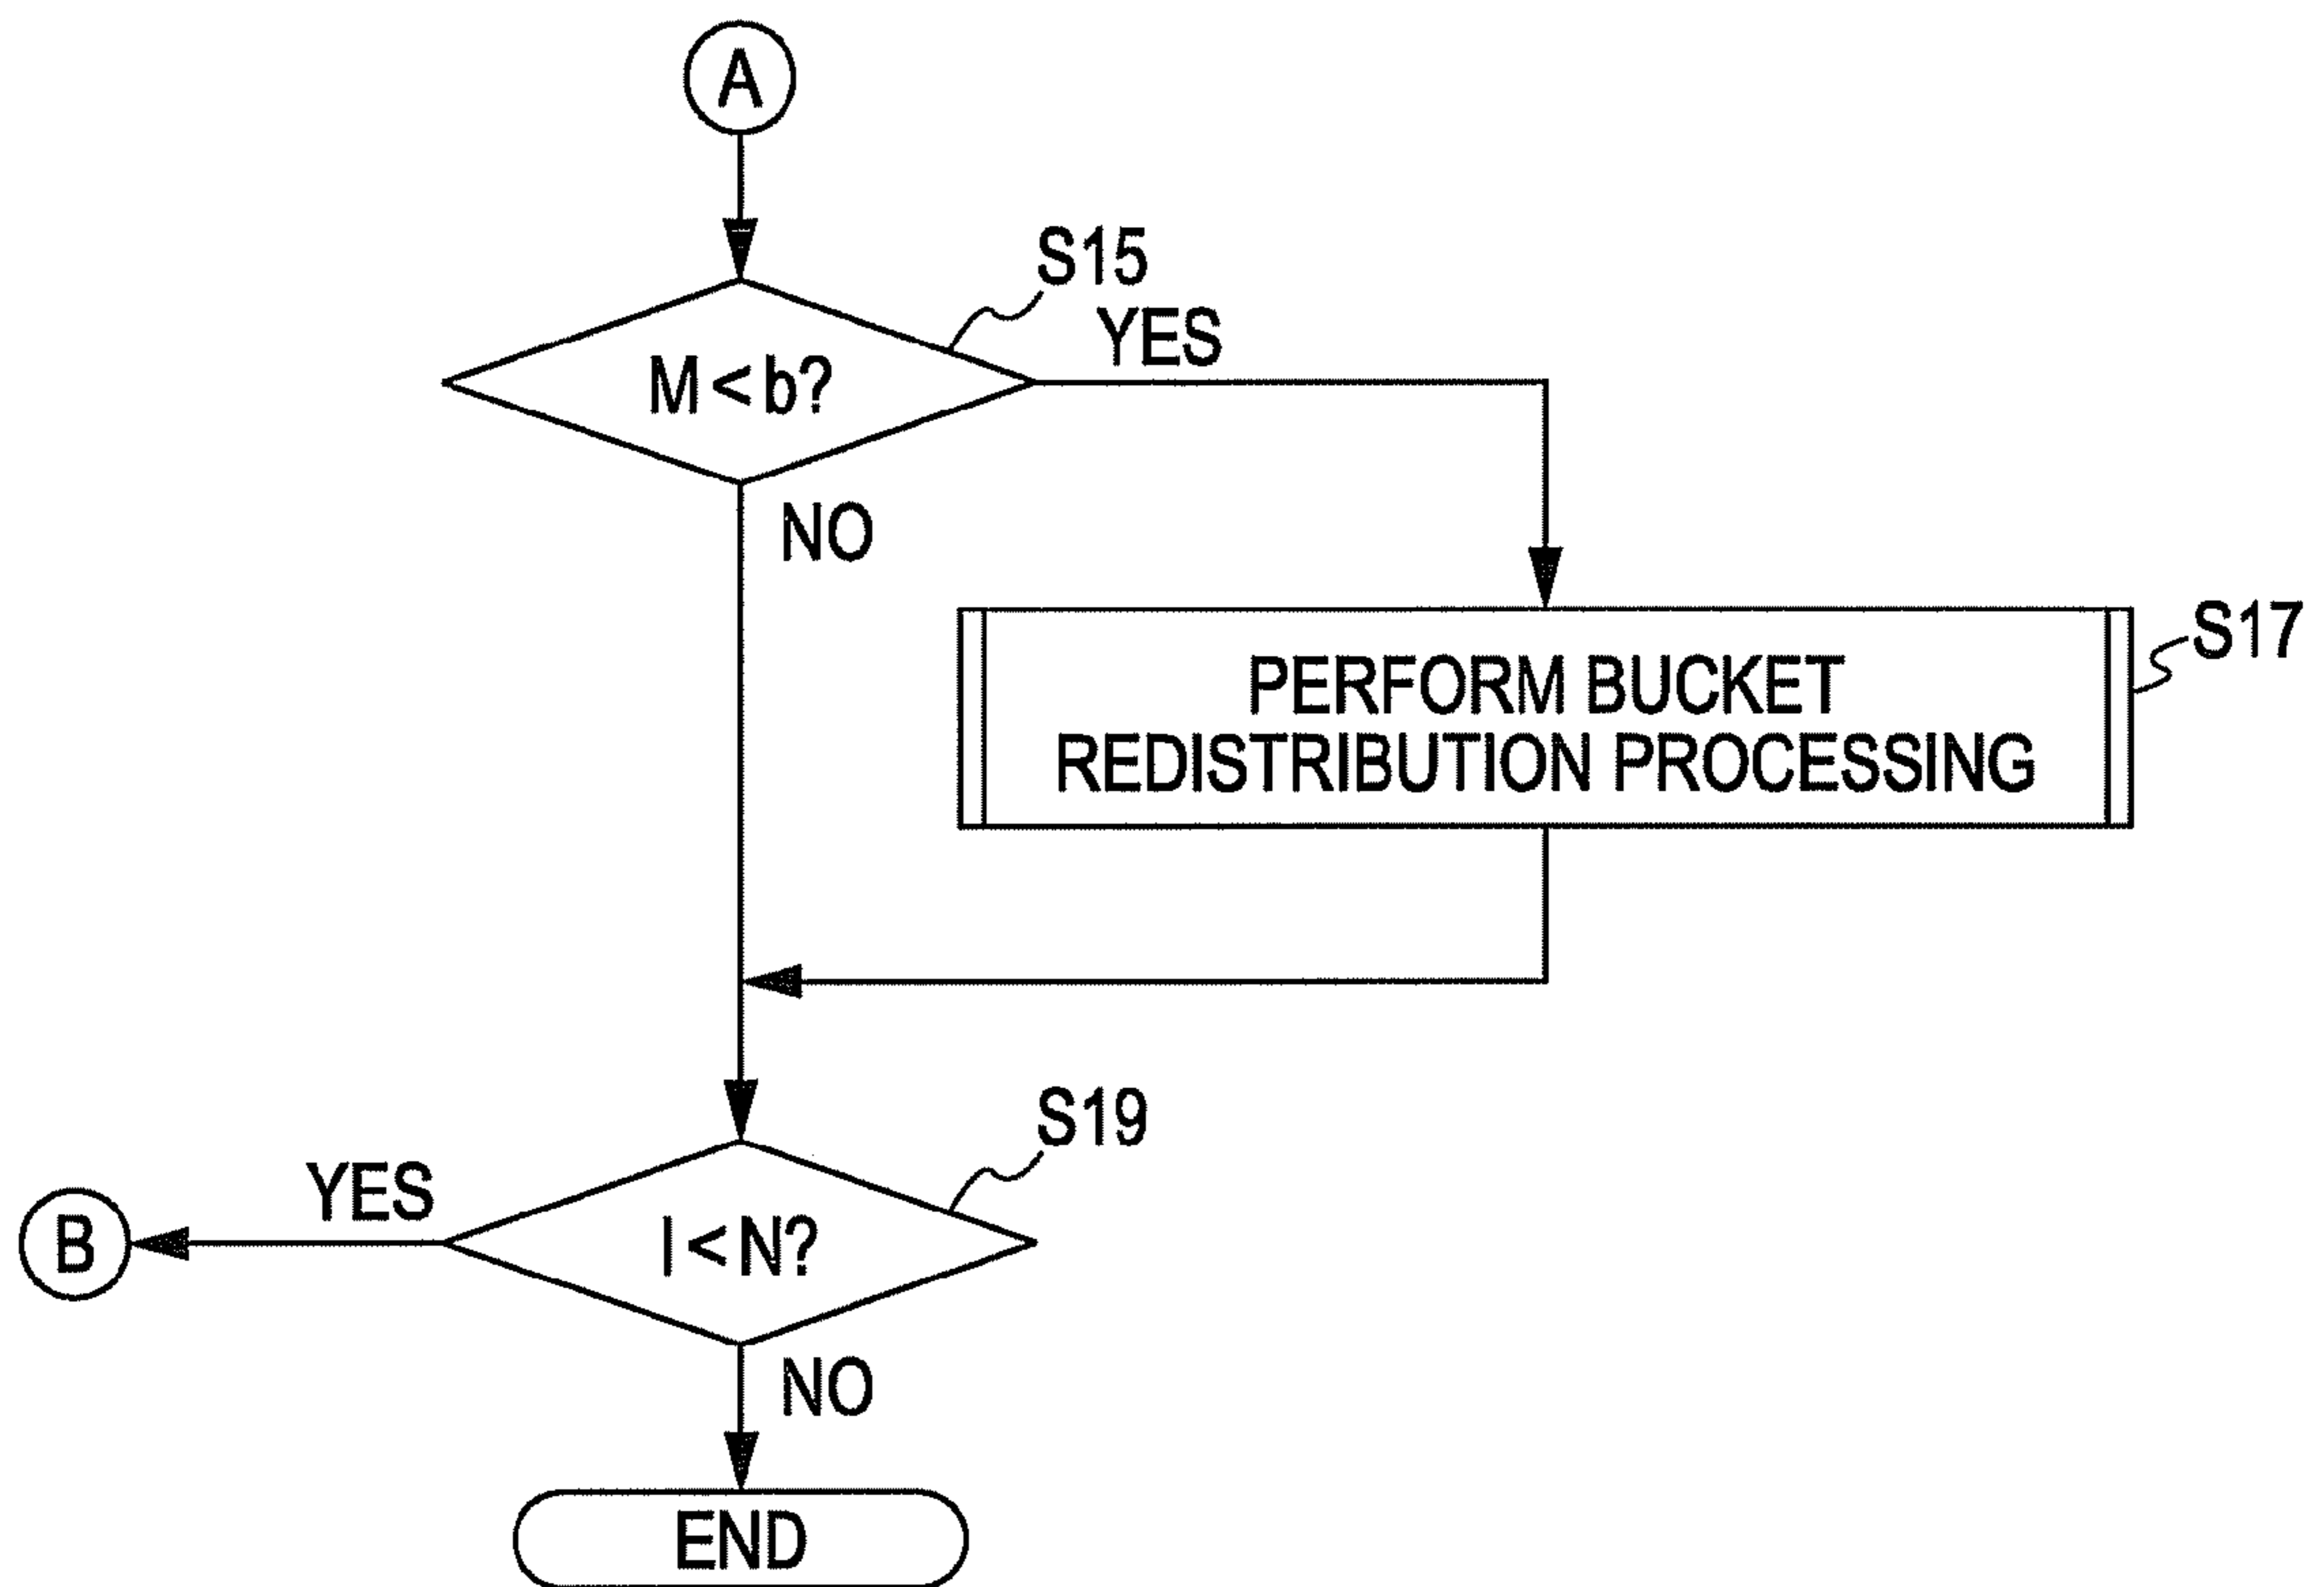 A
S15
YES
M<b?
NO
S17
PERFORM BUCKET
REDISTRIBUTION PROCESSING
S19
YES
B
I<N?
NO
END